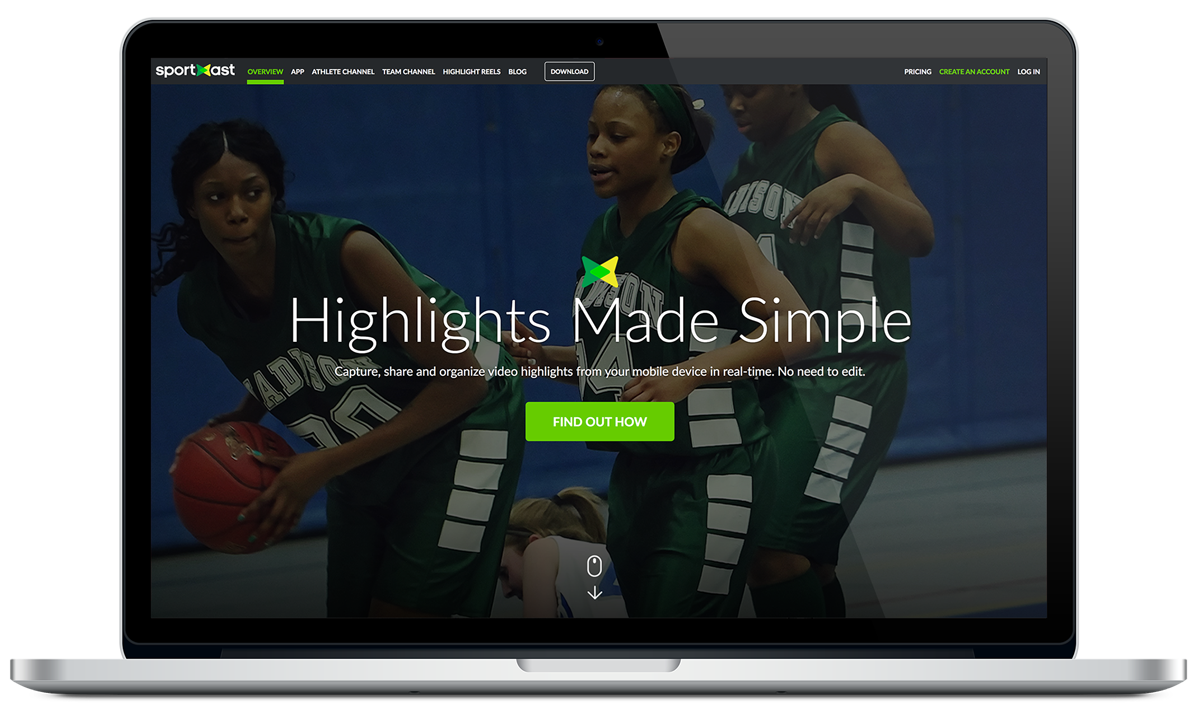 sportXast OVERVIEW APP ATHLETE CHANNEL TEAM CHANNEL HIGHLIGHT REELS BLOG DOWNLOAD PRICING CREATE AN ACCOUNT LOG IN
MADISON
Highlights Made Simple
Capture, share and organize video highlights from your mobile device in real-time. No need to edit.
FIND OUT HOW